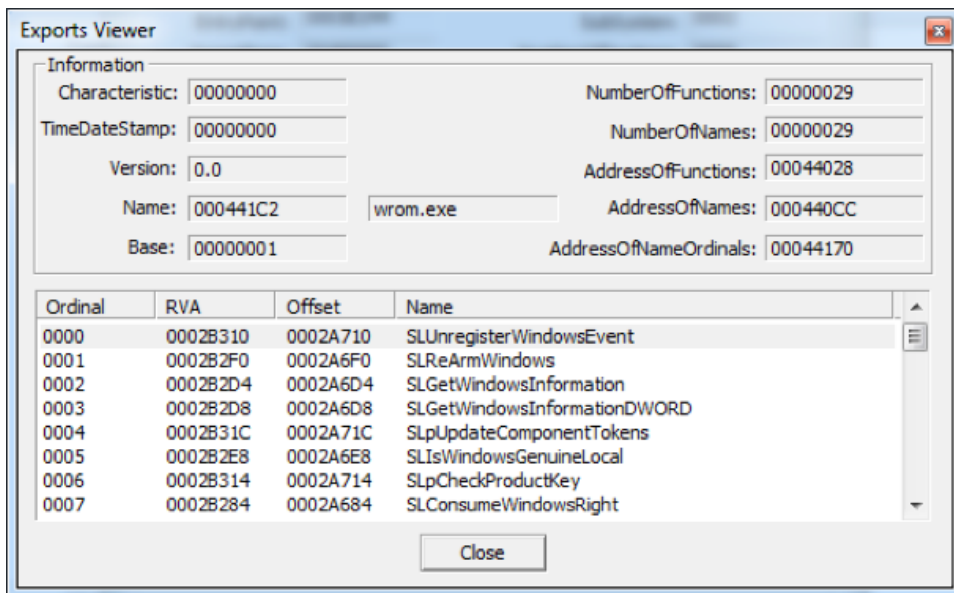 Exports Viewer
Information
Characteristic: 00000000 NumberOfFunctions: 00000029
TimeDateStamp: 00000000 NumberOfNames: 00000029
Version: 0.0 AddressOfFunctions: 00044028
Name: 000441C2 wrom.exe AddressOfNames: 000440CC
Base: 00000001 AddressOfNameOrdinals: 00044170
Ordinal RVA Offset Name
0000 0002B310 0002A710 SLUnregisterWindowsEvent
0001 0002B2F0 0002A6F0 SLReArmWindows
0002 0002B2D4 0002A6D4 SLGetWindowsInformation
0003 0002B2D8 0002A6D8 SLGetWindowsInformationDWORD
0004 0002B31C 0002A71C SLpUpdateComponentTokens
0005 0002B2E8 0002A6E8 SLIsWindowsGenuineLocal
0006 0002B314 0002A714 SLpCheckProductKey
0007 0002B284 0002A684 SLConsumeWindowsRight
Close